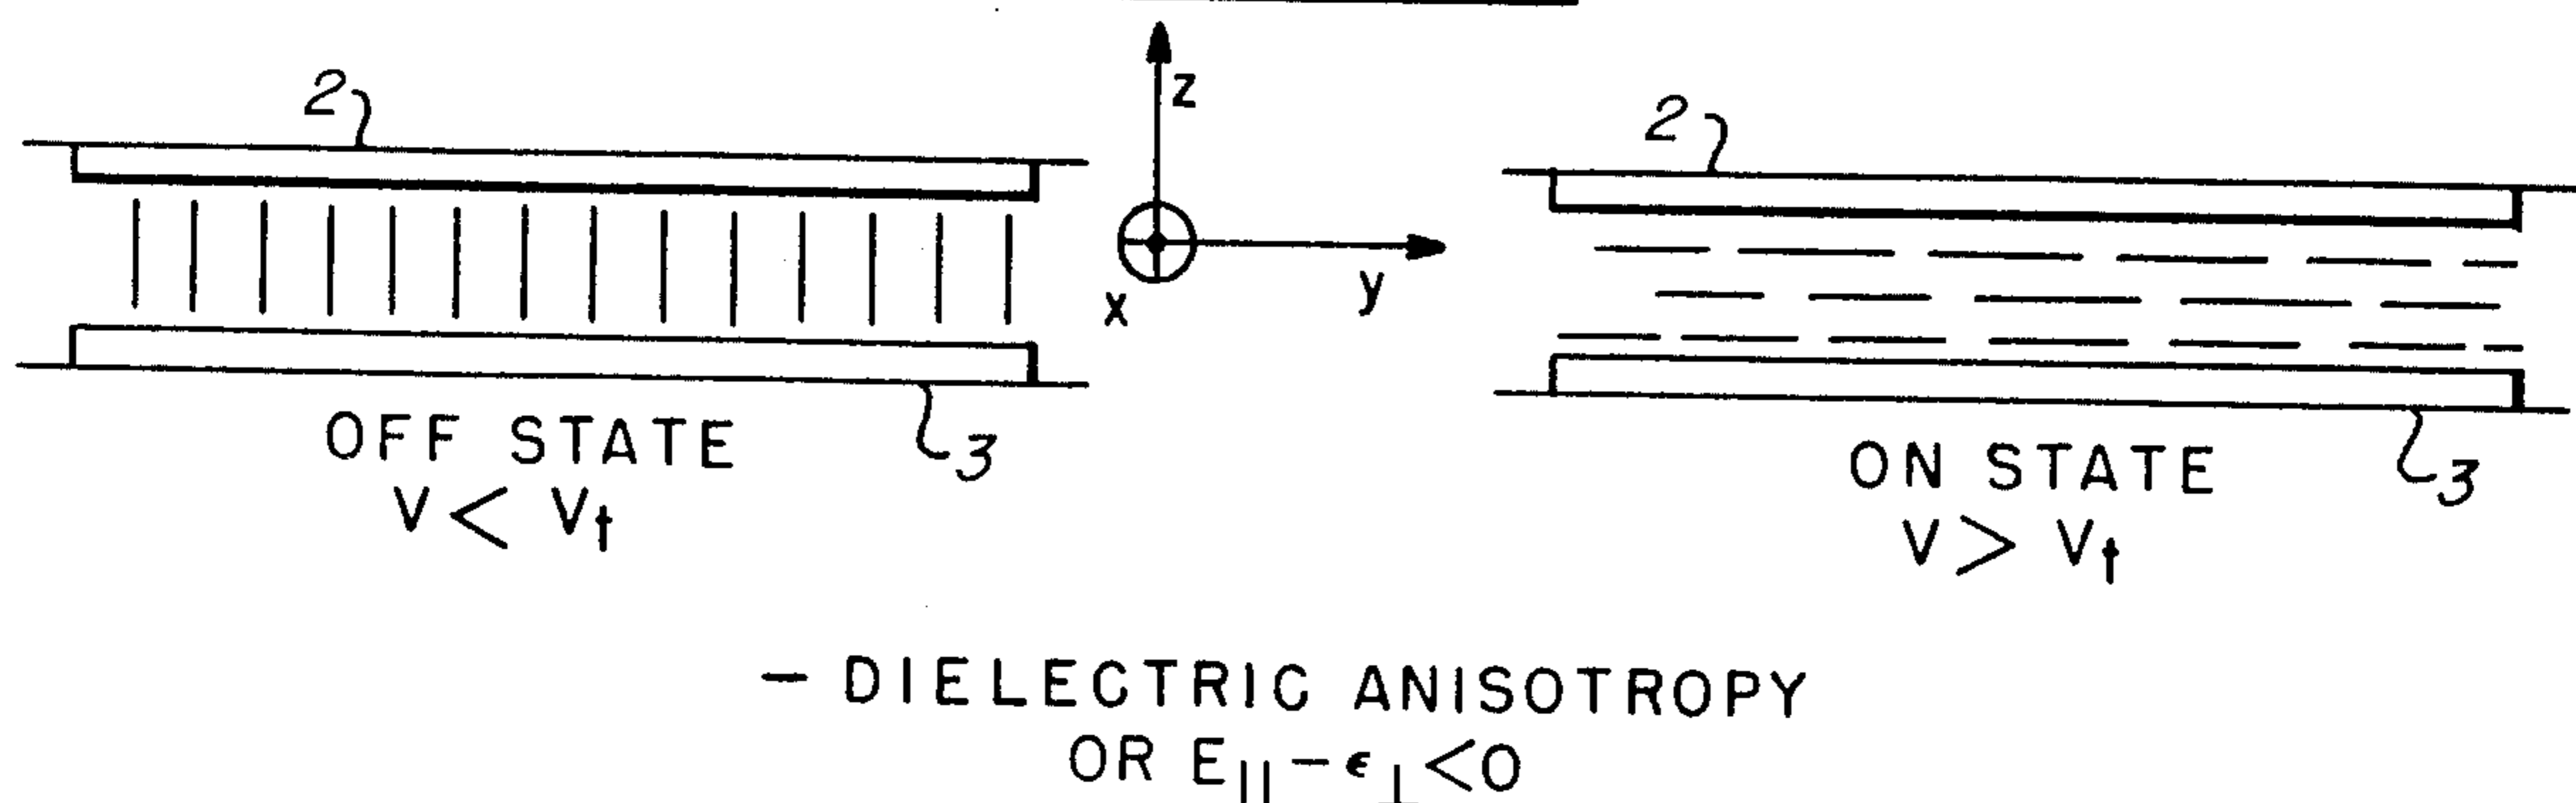 2
z
2
x
y
3
OFF STATE
V < Vt
3
ON STATE
V > Vt
- DIELECTRIC ANISOTROPY
OR E|| - ϵ⊥ < 0